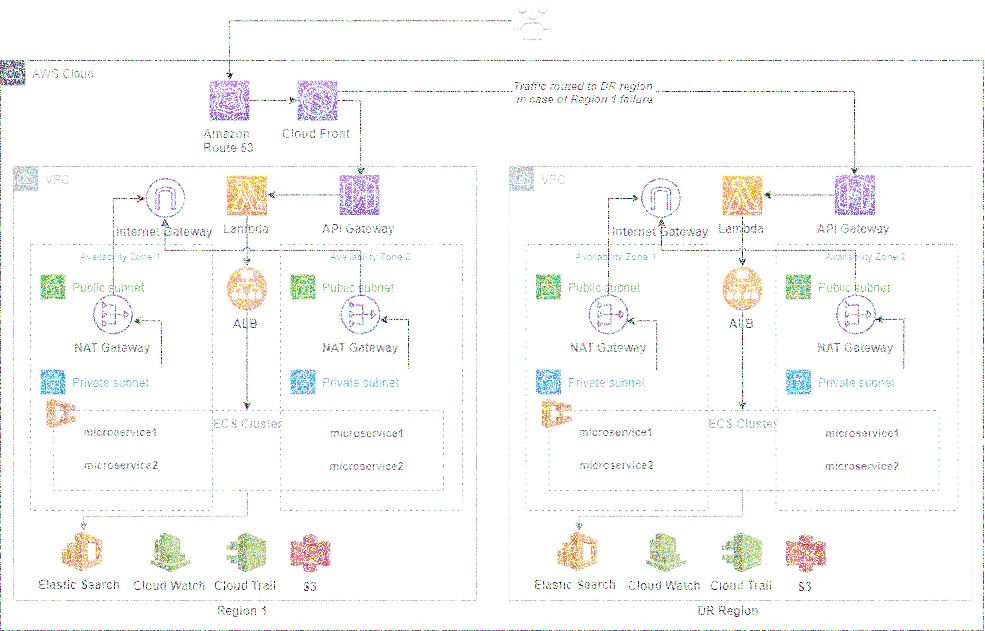 AWS Cloud
Traffic routed to DR region
in case of Region 1 failure
Amazon
Route 53
Cloud Front
VPC
Internet Gateway
Lambda
API Gateway
Availability Zone 1
Availability Zone 2
Public subnet
Public subnet
ALB
NAT Gateway
NAT Gateway
Private subnet
Private subnet
ECS Cluster
microservice1
microservice1
microservice2
microservice2
Elastic Search
Cloud Watch
Cloud Trail
S3
Region 1
VPC
Internet Gateway
Lambda
API Gateway
Availability Zone 1
Availability Zone 2
Public subnet
Public subnet
ALB
NAT Gateway
NAT Gateway
Private subnet
Private subnet
ECS Cluster
microservice1
microservice1
microservice2
microservice2
Elastic Search
Cloud Watch
Cloud Trail
S3
DR Region